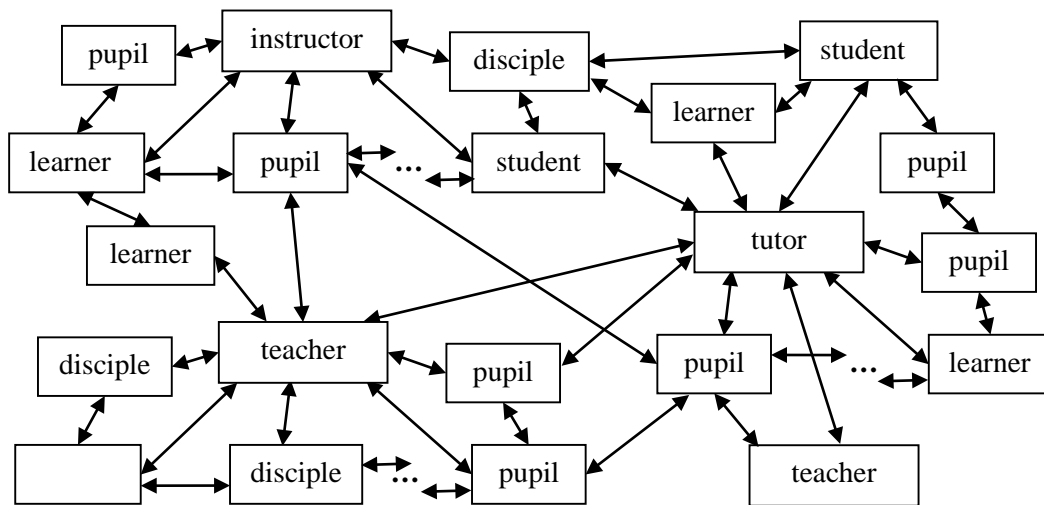 instructor
pupil
disciple
student
learner
learner
pupil
...
student
pupil
learner
tutor
pupil
teacher
disciple
pupil
pupil
...
learner
disciple
...
pupil
teacher